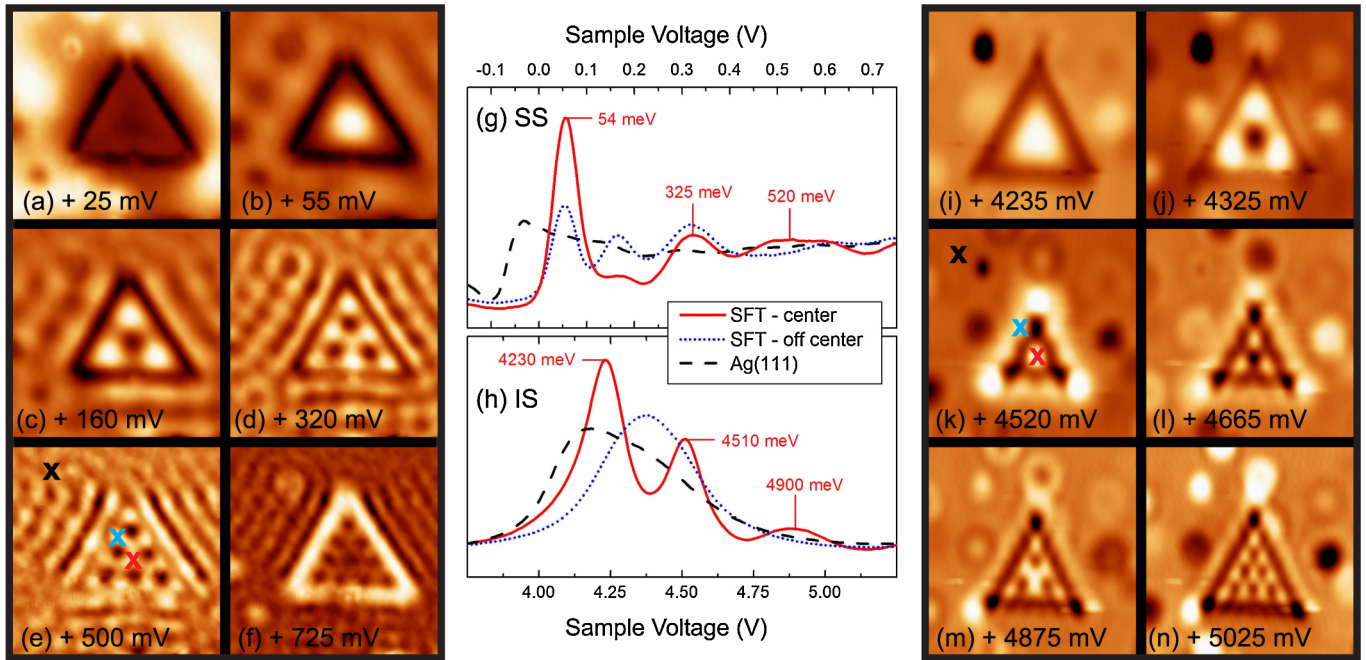 (a) + 25 mV
(b) + 55 mV
(c) + 160 mV
(d) + 320 mV
x
x
x
(e) + 500 mV
(f) + 725 mV
Sample Voltage (V)
-0.1 0.0 0.1 0.2 0.3 0.4 0.5 0.6 0.7
(g) SS
54 meV
325 meV
520 meV
SFT - center
SFT - off center
Ag(111)
4230 meV
(h) IS
4510 meV
4900 meV
4.00 4.25 4.50 4.75 5.00
Sample Voltage (V)
(i) + 4235 mV
(j) + 4325 mV
x
x
x
(k) + 4520 mV
(l) + 4665 mV
(m) + 4875 mV
(n) + 5025 mV